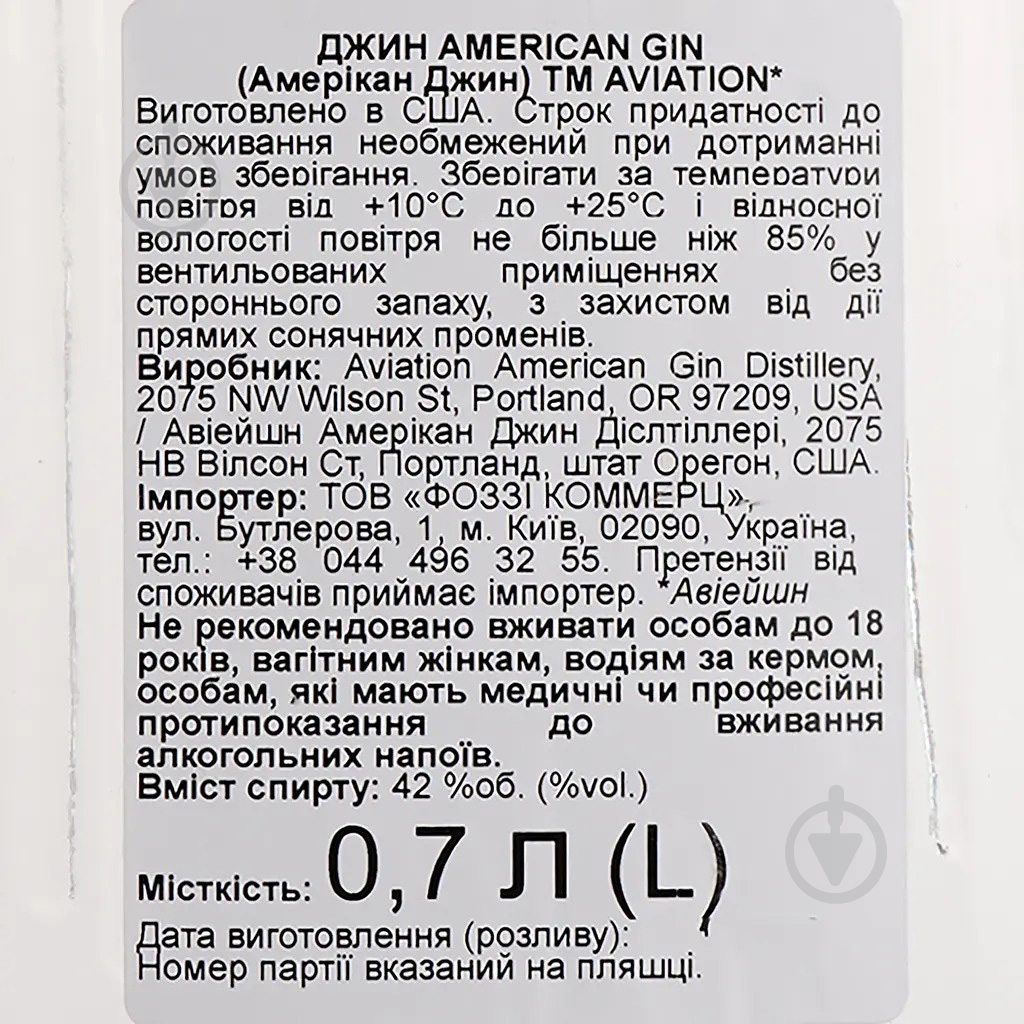 ДЖИН AMERICAN GIN
(Амерікан Джин) ТМ AVIATION*
Виготовлено в США. Строк придатності до
споживання необмежений при дотриманні
умов зберігання. Зберігати за температури
повітря від +10°С до +25°С і відносної
вологості повітря не більше ніж 85% у
вентильованих приміщеннях без
стороннього запаху, з захистом від дії
прямих сонячних променів.
Виробник: Aviation American Gin Distillery,
2075 NW Wilson St, Portland, OR 97209, USA
/ Авіейшн Амерікан Джин Діслтіллері, 2075
НВ Вілсон Ст, Портланд, штат Орегон, США.
Імпортер: ТОВ «ФОЗЗІ КОММЕРЦ»,
вул. Бутлерова, 1, м. Київ, 02090, Україна,
тел.: +38 044 496 32 55. Претензії від
споживачів приймає імпортер. *Авіейшн
Не рекомендовано вживати особам до 18
років, вагітним жінкам, водіям за кермом,
особам, які мають медичні чи професійні
протипоказання до вживання
алкогольних напоїв.
Вміст спирту: 42 %об. (%vol.)
Місткість: 0,7 Л (L)
Дата виготовлення (розливу):
Номер партії вказаний на пляшці.